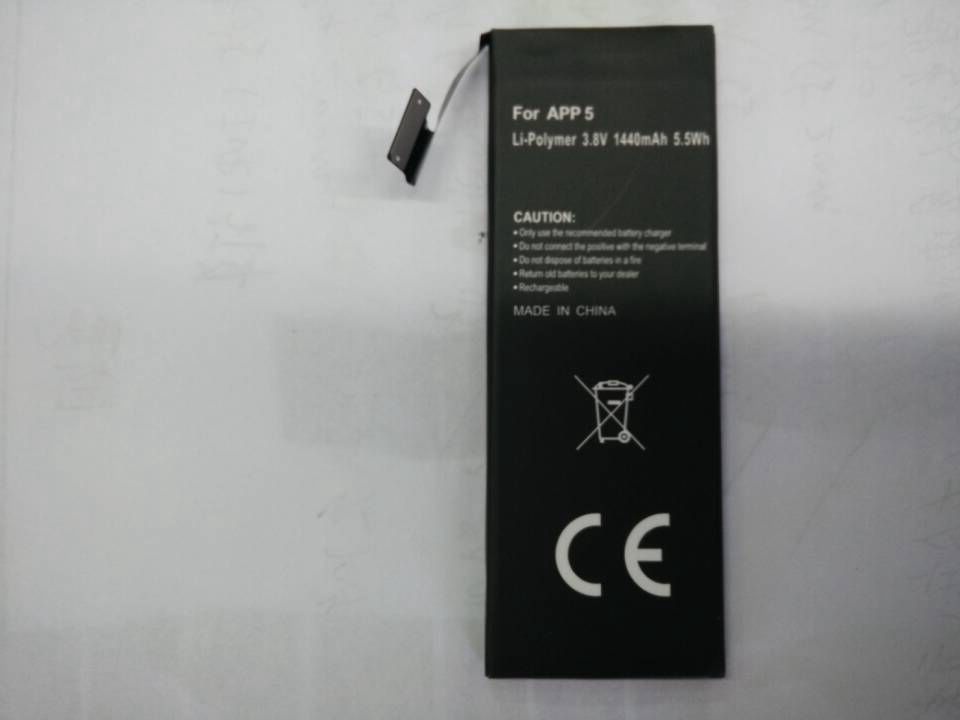 For APP 5
Li-Polymer 3.8V 1440mAh 5.5Wh
CAUTION:
• Only use the recommended battery charger
• Do not connect the positive with the negative terminal
• Do not dispose of batteries in a fire
• Return old batteries to your dealer
• Rechargeable
MADE IN CHINA
CE